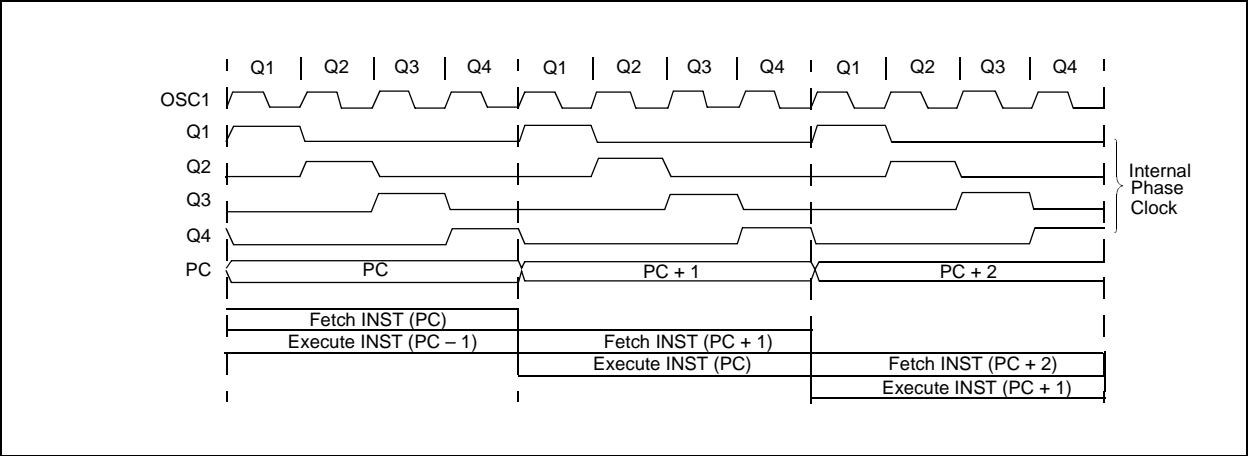 Q1 Q2 Q3 Q4 Q1 Q2 Q3 Q4 Q1 Q2 Q3 Q4
OSC1
Q1
Q2
Q3
Q4
PC
PC
PC + 1
PC + 2
Internal
Phase
Clock
Fetch INST (PC)
Execute INST (PC – 1)
Fetch INST (PC + 1)
Execute INST (PC)
Fetch INST (PC + 2)
Execute INST (PC + 1)